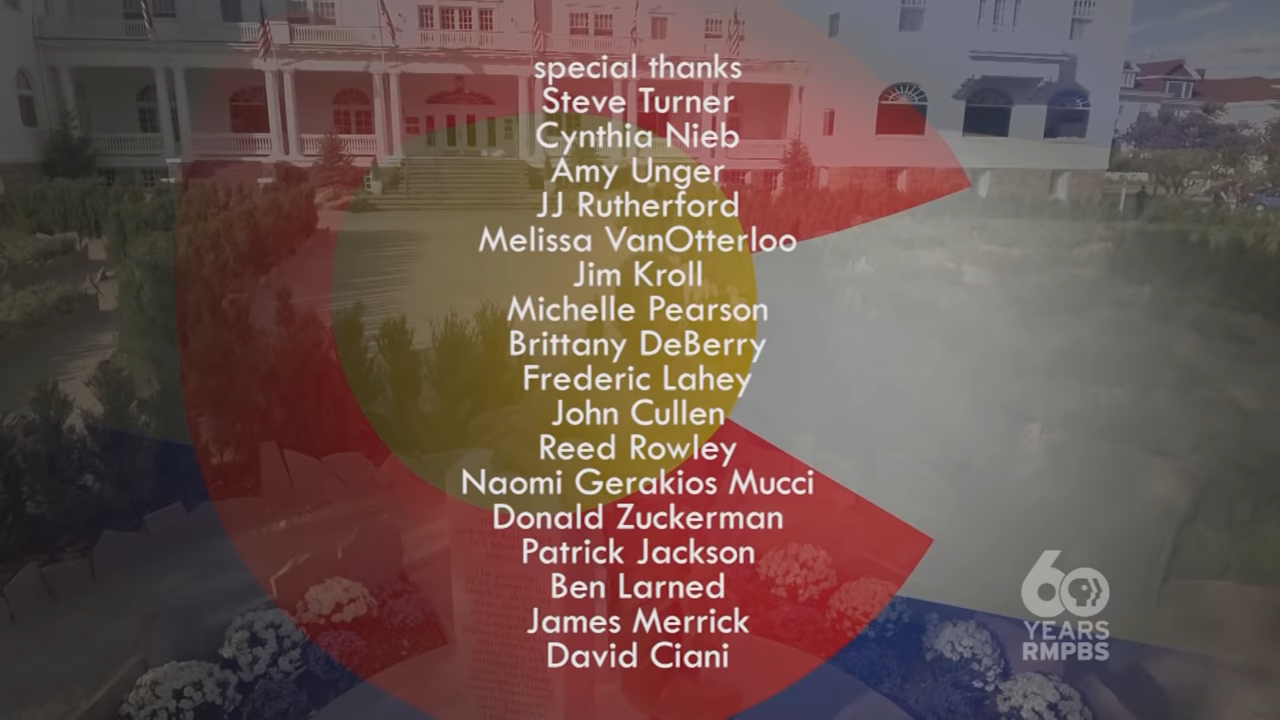 special thanks
Steve Turner
Cynthia Nieb
Amy Unger
JJ Rutherford
Melissa VanOtterloo
Jim Kroll
Michelle Pearson
Brittany DeBerry
Frederic Lahey
John Cullen
Reed Rowley
Naomi Gerakios Mucci
Donald Zuckerman
Patrick Jackson
Ben Larned
James Merrick
David Ciani
60
YEARS
RMPBS